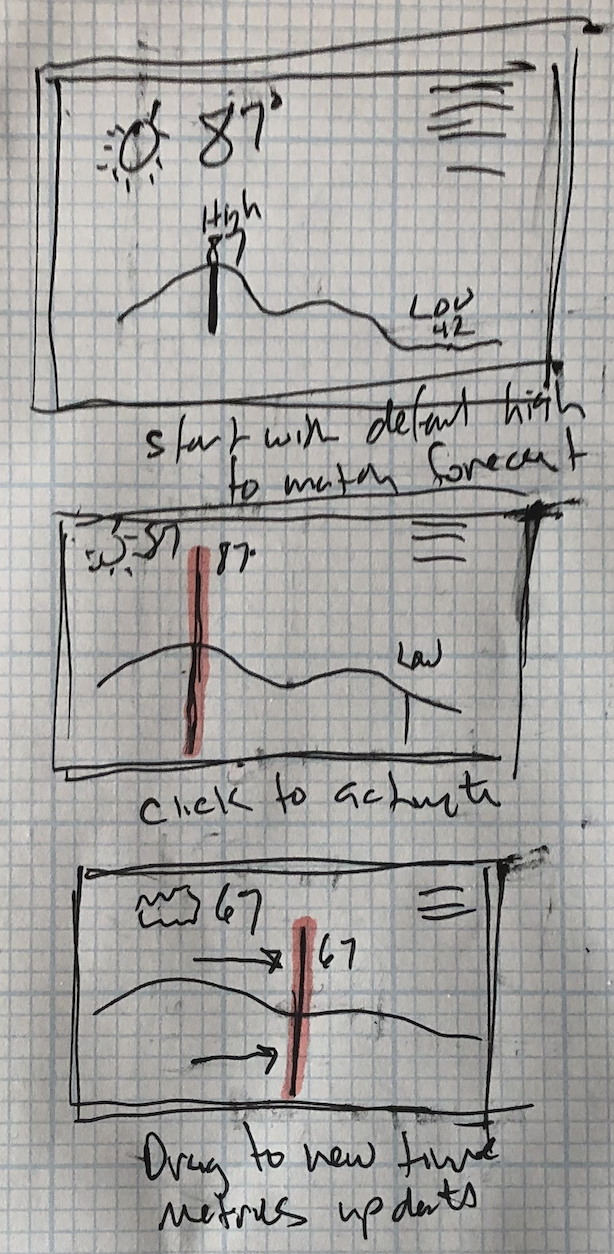 87°
High
87
LOW
42
start with default high
to match forecast
87 87.
Low
click to activate
67
67
Drag to new time
Metrics updates